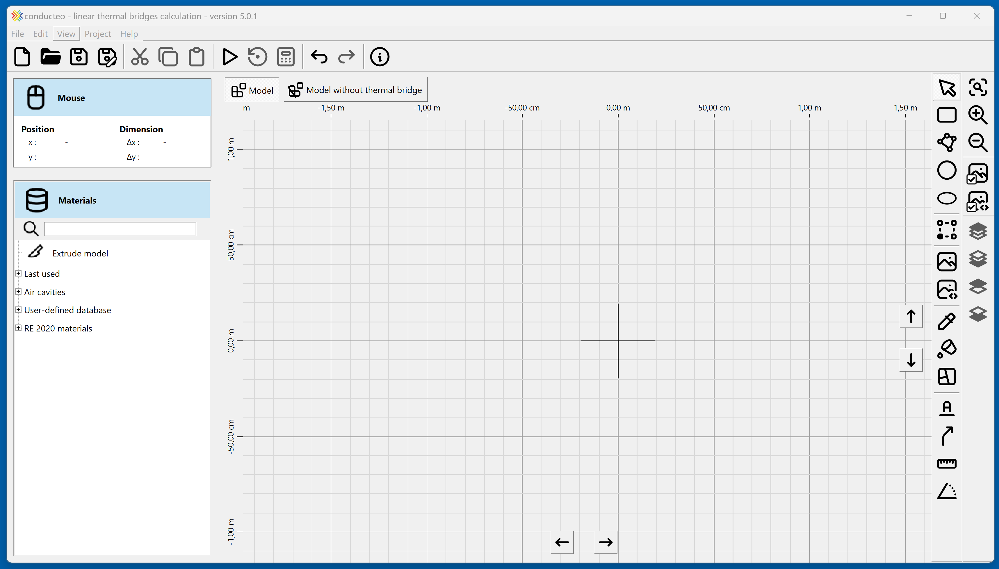 conducteo - linear thermal bridges calculation - version 5.0.1
File Edit View Project Help
Mouse
Position Dimension
x : - Δx : -
y : - Δy : -
Materials
Extrude model
Last used
Air cavities
User-defined database
RE 2020 materials
Model Model without thermal bridge
m -1,50 m -1,00 m -50,00 cm 0,00 m 50,00 cm 1,00 m 1,50 m
1,00 m
50,00 cm
0,00 m
-50,00 cm
-1,00 m
A